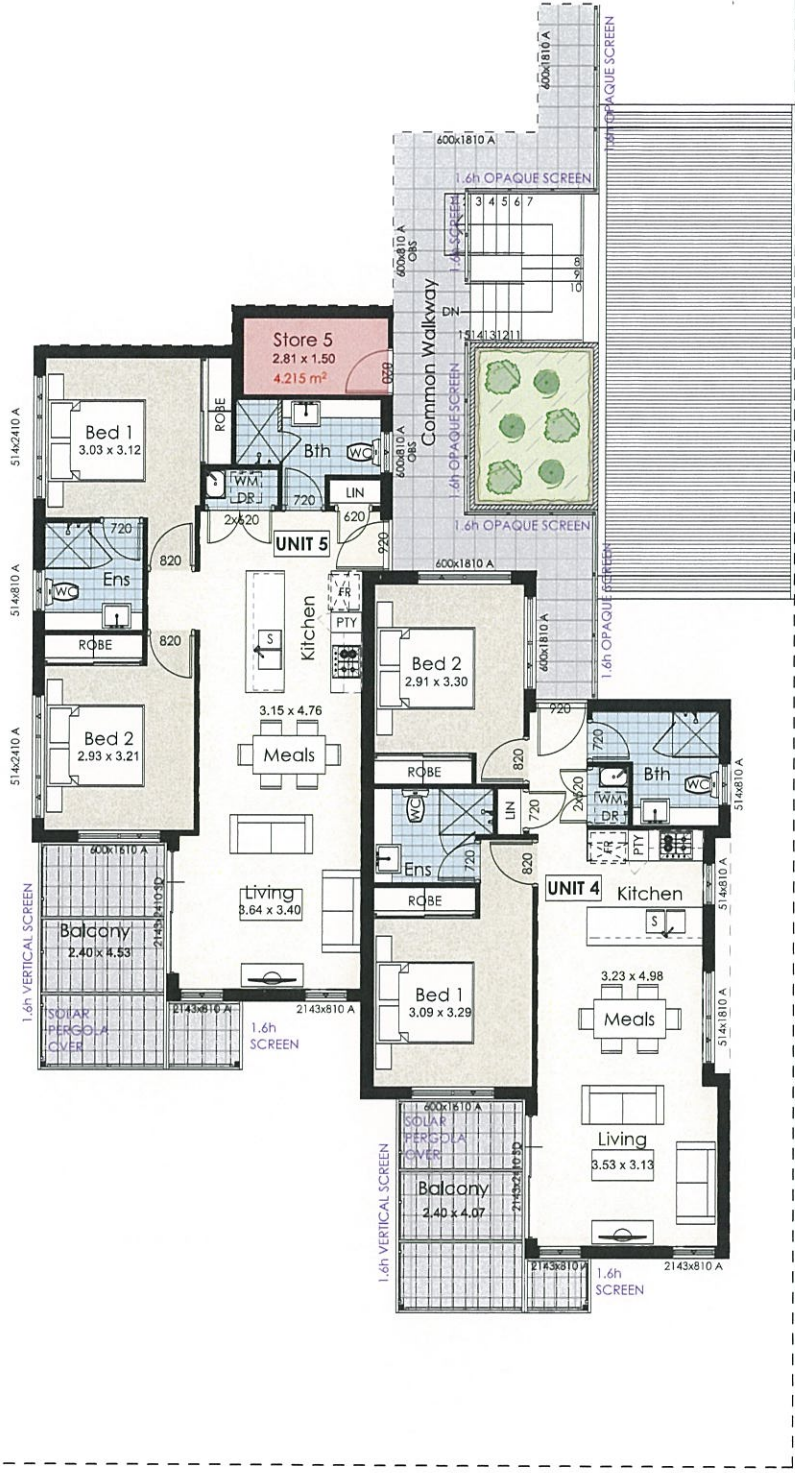 600x1810 A
1.6h OPAQUE SCREEN
600x1810 A
1.6h OPAQUE SCREEN
1.6h SCREEN
3 4 5 6 7
8
9
10
DN
15 14 13 12 11
600x810 A
OBS
Common Walkway
1.6h OPAQUE SCREEN
1.6h OPAQUE SCREEN
600x810 A
OBS
Store 5
2.81 x 1.50
4.215 m²
620
514x2410 A
Bed 1
3.03 x 3.12
ROBE
Bth
WC
WM
DR
720
LIN
2x620
620
UNIT 5
920
720
820
514x810 A
WC
Ens
ROBE
820
Kitchen
S
FR
PTY
514x2410 A
Bed 2
2.93 x 3.21
3.15 x 4.76
Meals
600x1610 A
Living
3.64 x 3.40
2143x2410 SD
1.6h VERTICAL SCREEN
Balcony
2.40 x 4.53
SOLAR
PERGOLA
OVER
2143x810 A
2143x810 A
1.6h
SCREEN
600x1810 A
600x1810 A
1.6h OPAQUE SCREEN
Bed 2
2.91 x 3.30
920
720
ROBE
820
Bth
WC
514x810 A
WC
LIN
720
2x620
WM
DR
Ens
720
820
FR
PTY
UNIT 4
Kitchen
S
514x810 A
ROBE
Bed 1
3.09 x 3.29
3.23 x 4.98
Meals
514x1810 A
600x1610 A
SOLAR
PERGOLA
OVER
1.6h VERTICAL SCREEN
Balcony
2.40 x 4.07
2143x2410 SD
Living
3.53 x 3.13
2143x810 A
2143x810 A
1.6h
SCREEN